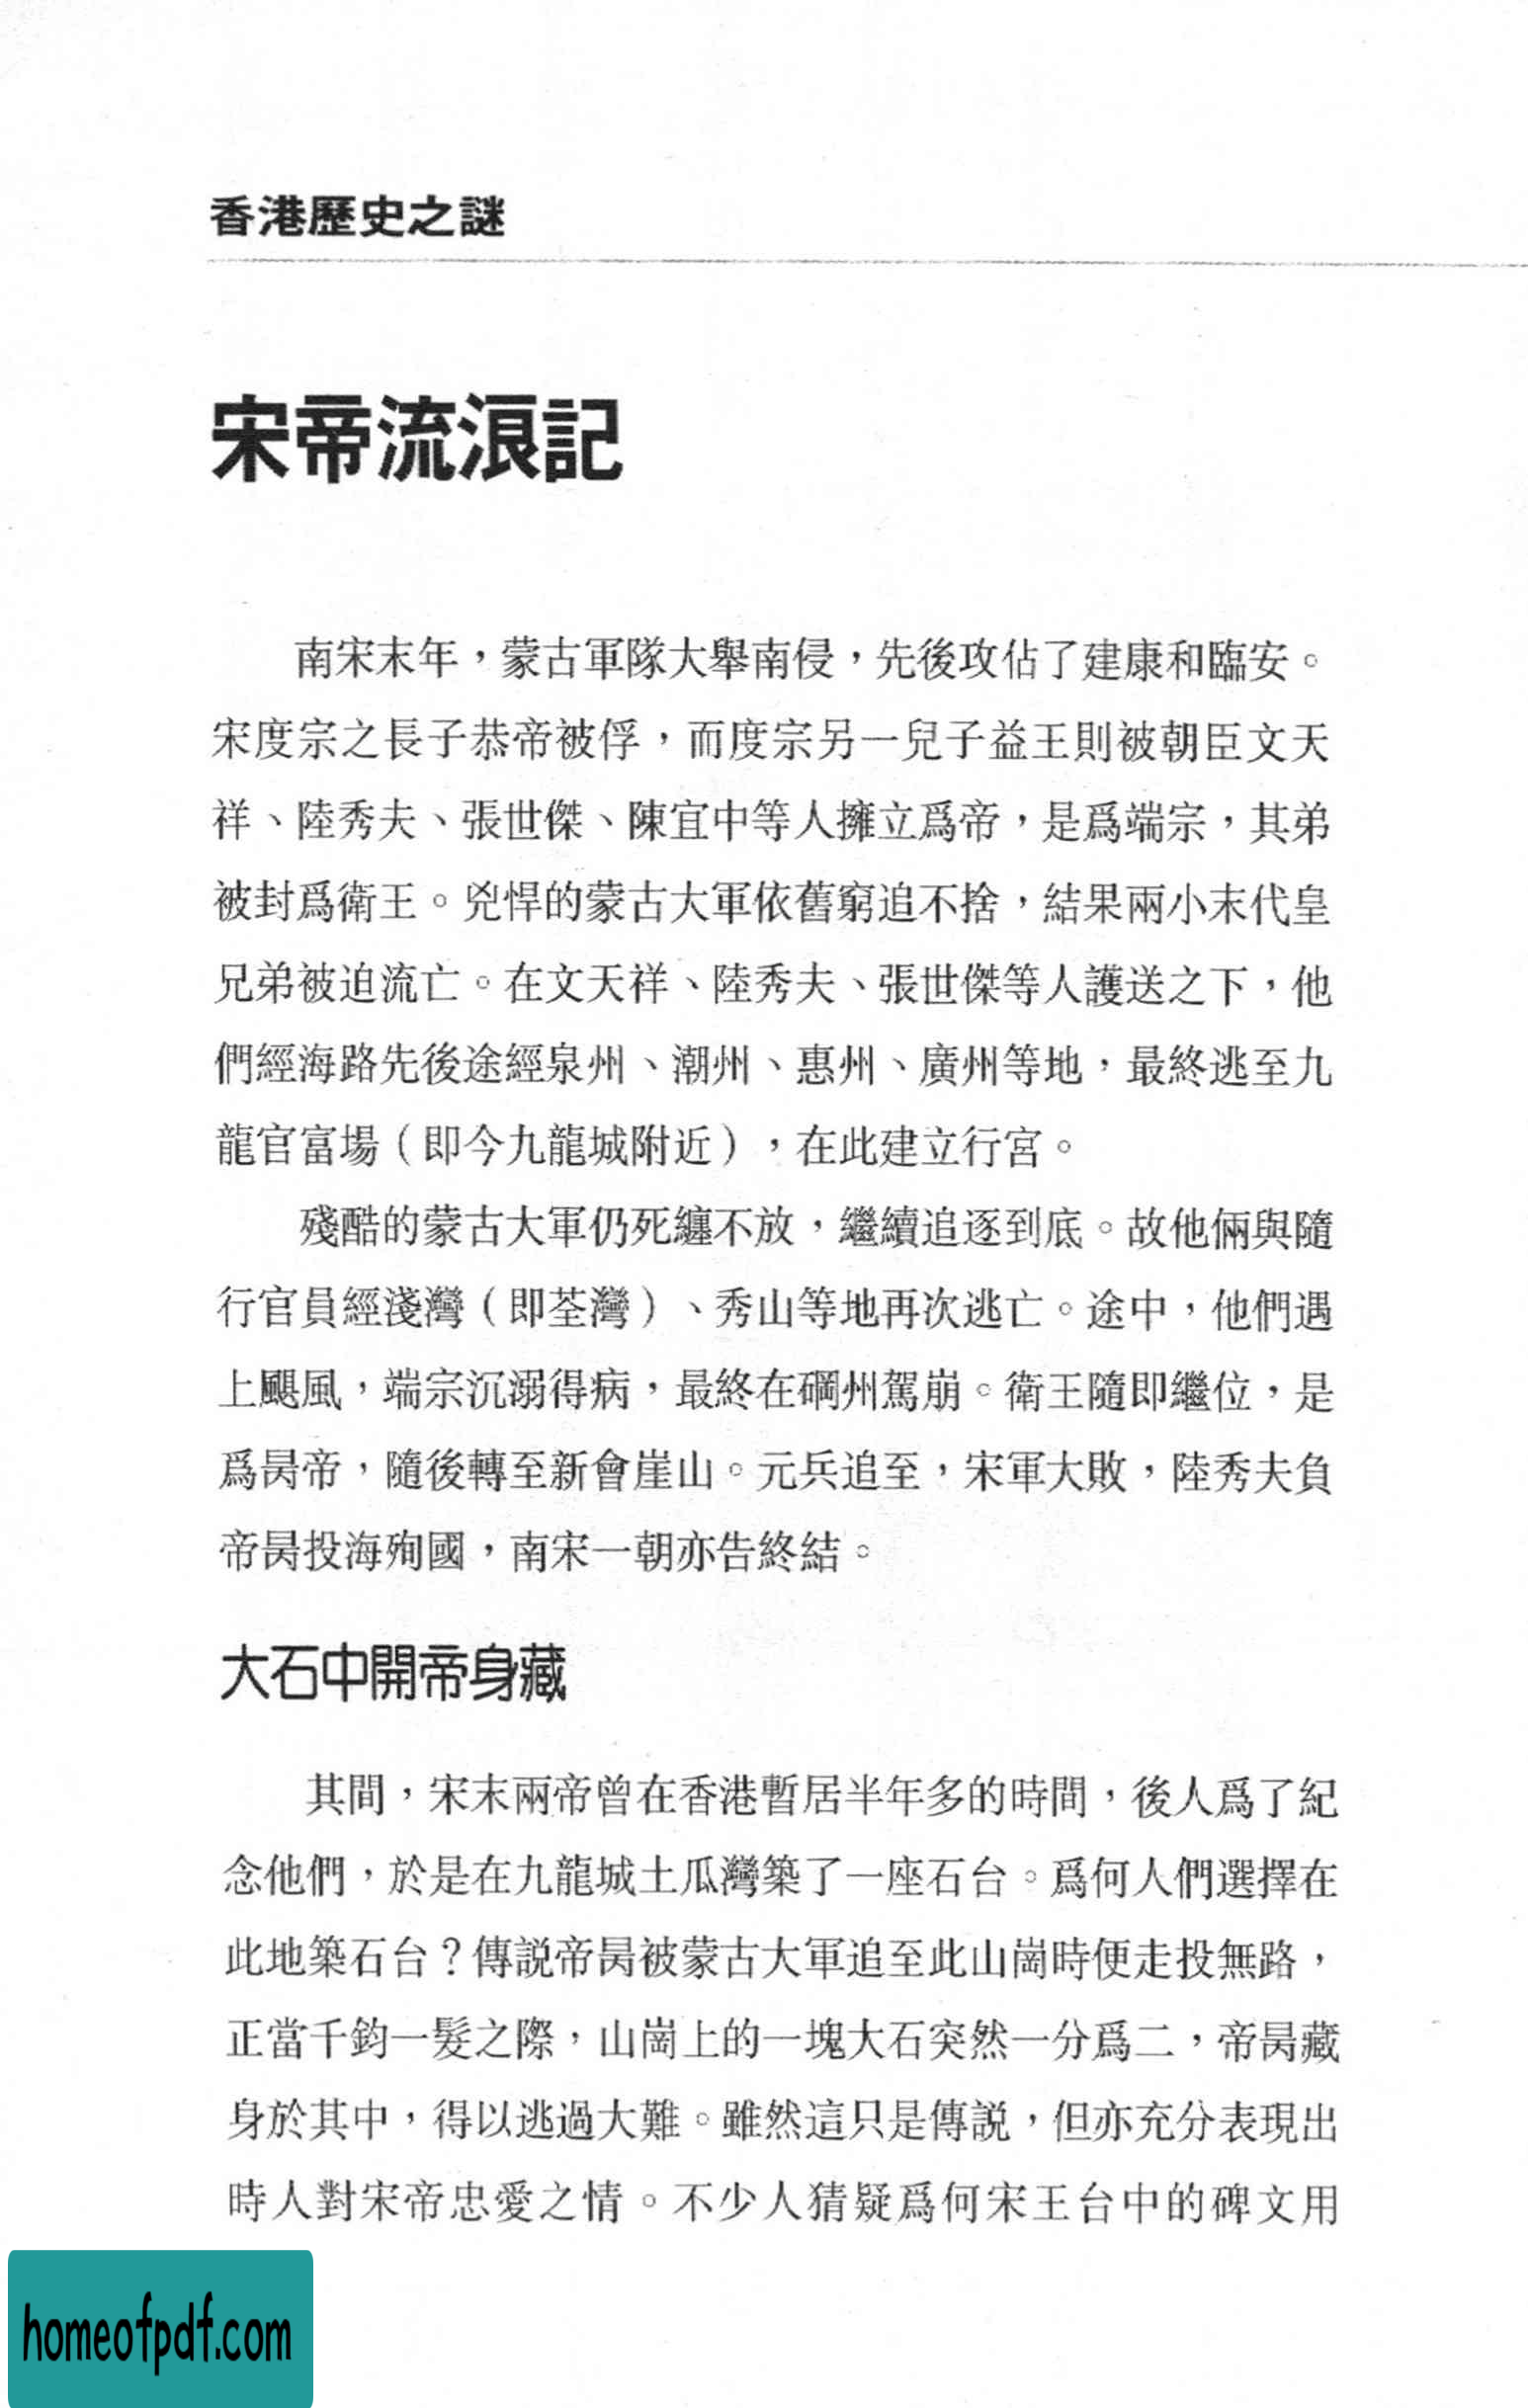 香港歷史之謎
宋帝流浪記
南宋末年，蒙古軍隊大舉南侵，先後攻佔了建康和臨安。
宋度宗之長子恭帝被俘，而度宗另一兒子益王則被朝臣文天
祥、陸秀夫、張世傑、陳宜中等人擁立爲帝，是爲端宗，其弟
被封爲衛王。兇悍的蒙古大軍依舊窮追不捨，結果兩小末代皇
兄弟被迫流亡。在文天祥、陸秀夫、張世傑等人護送之下，他
們經海路先後途經泉州、潮州、惠州、廣州等地，最終逃至九
龍官富場（即今九龍城附近），在此建立行宮。
殘酷的蒙古大軍仍死纏不放，繼續追逐到底。故他倆與隨
行官員經淺灣（即荃灣）、秀山等地再次逃亡。途中，他們遇
上颶風，端宗沉溺得病，最終在碙州駕崩。衛王隨即繼位，是
爲昺帝，隨後轉至新會崖山。元兵追至，宋軍大敗，陸秀夫負
帝昺投海殉國，南宋一朝亦告終結。
大石中開帝身藏
其間，宋末兩帝曾在香港暫居半年多的時間，後人爲了紀
念他們，於是在九龍城土瓜灣築了一座石台。爲何人們選擇在
此地築石台？傳説帝昺被蒙古大軍追至此山崗時便走投無路，
正當千鈞一髮之際，山崗上的一塊大石突然一分爲二，帝昺藏
身於其中，得以逃過大難。雖然這只是傳説，但亦充分表現出
時人對宋帝忠愛之情。不少人猜疑爲何宋王台中的碑文用
homeofpdf.com